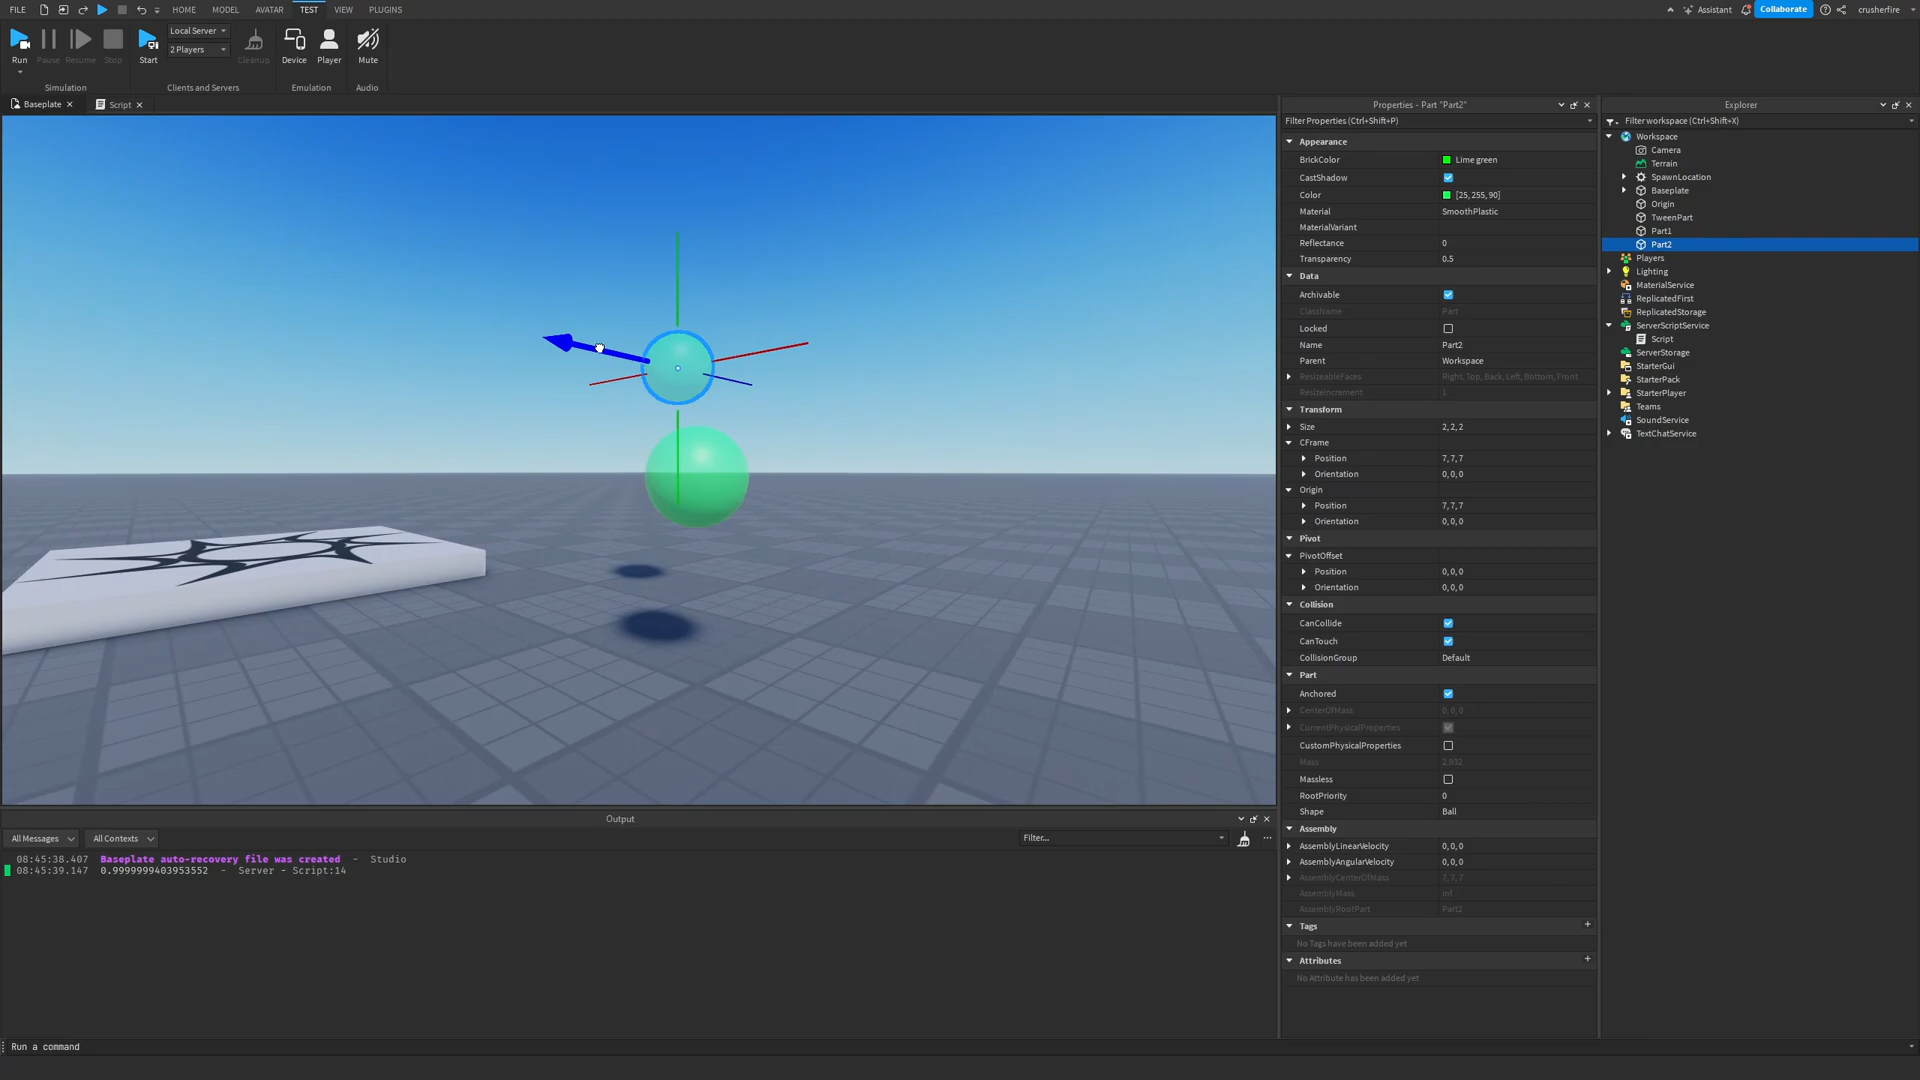 FILE HOME MODEL AVATAR TEST VIEW PLUGINS Assistant Collaborate crusherfire
Run Pause Resume Stop Start Local Server Cleanup Device Player Mute
2 Players
Simulation Clients and Servers Emulation Audio
Baseplate Script
Properties - Part "Part2"
Filter Properties (Ctrl+Shift+P)
Appearance
BrickColor Lime green
CastShadow
Color [25, 255, 90]
Material SmoothPlastic
MaterialVariant
Reflectance 0
Transparency 0.5
Data
Archivable
ClassName Part
Locked
Name Part2
Parent Workspace
ResizeableFaces Right, Top, Back, Left, Bottom, Front
ResizeIncrement 1
Transform
Size 2, 2, 2
CFrame
Position 7, 7, 7
Orientation 0, 0, 0
Origin
Position 7, 7, 7
Orientation 0, 0, 0
Pivot
PivotOffset
Position 0, 0, 0
Orientation 0, 0, 0
Collision
CanCollide
CanTouch
CollisionGroup Default
Part
Anchored
CenterOfMass 0, 0, 0
CurrentPhysicalProperties
CustomPhysicalProperties
Mass 2.932
Massless
RootPriority 0
Shape Ball
Assembly
AssemblyLinearVelocity 0, 0, 0
AssemblyAngularVelocity 0, 0, 0
AssemblyCenterOfMass 7, 7, 7
AssemblyMass inf
AssemblyRootPart Part2
Tags
No Tags have been added yet
Attributes
No Attribute has been added yet
Explorer
Filter workspace (Ctrl+Shift+X)
Workspace
Camera
Terrain
SpawnLocation
Baseplate
Origin
TweenPart
Part1
Part2
Players
Lighting
MaterialService
ReplicatedFirst
ReplicatedStorage
ServerScriptService
Script
ServerStorage
StarterGui
StarterPack
StarterPlayer
Teams
SoundService
TextChatService
Output
All Messages All Contexts Filter...
08:45:38.407 Baseplate auto-recovery file was created - Studio
08:45:39.147 0.9999999403953552 - Server - Script:14
Run a command